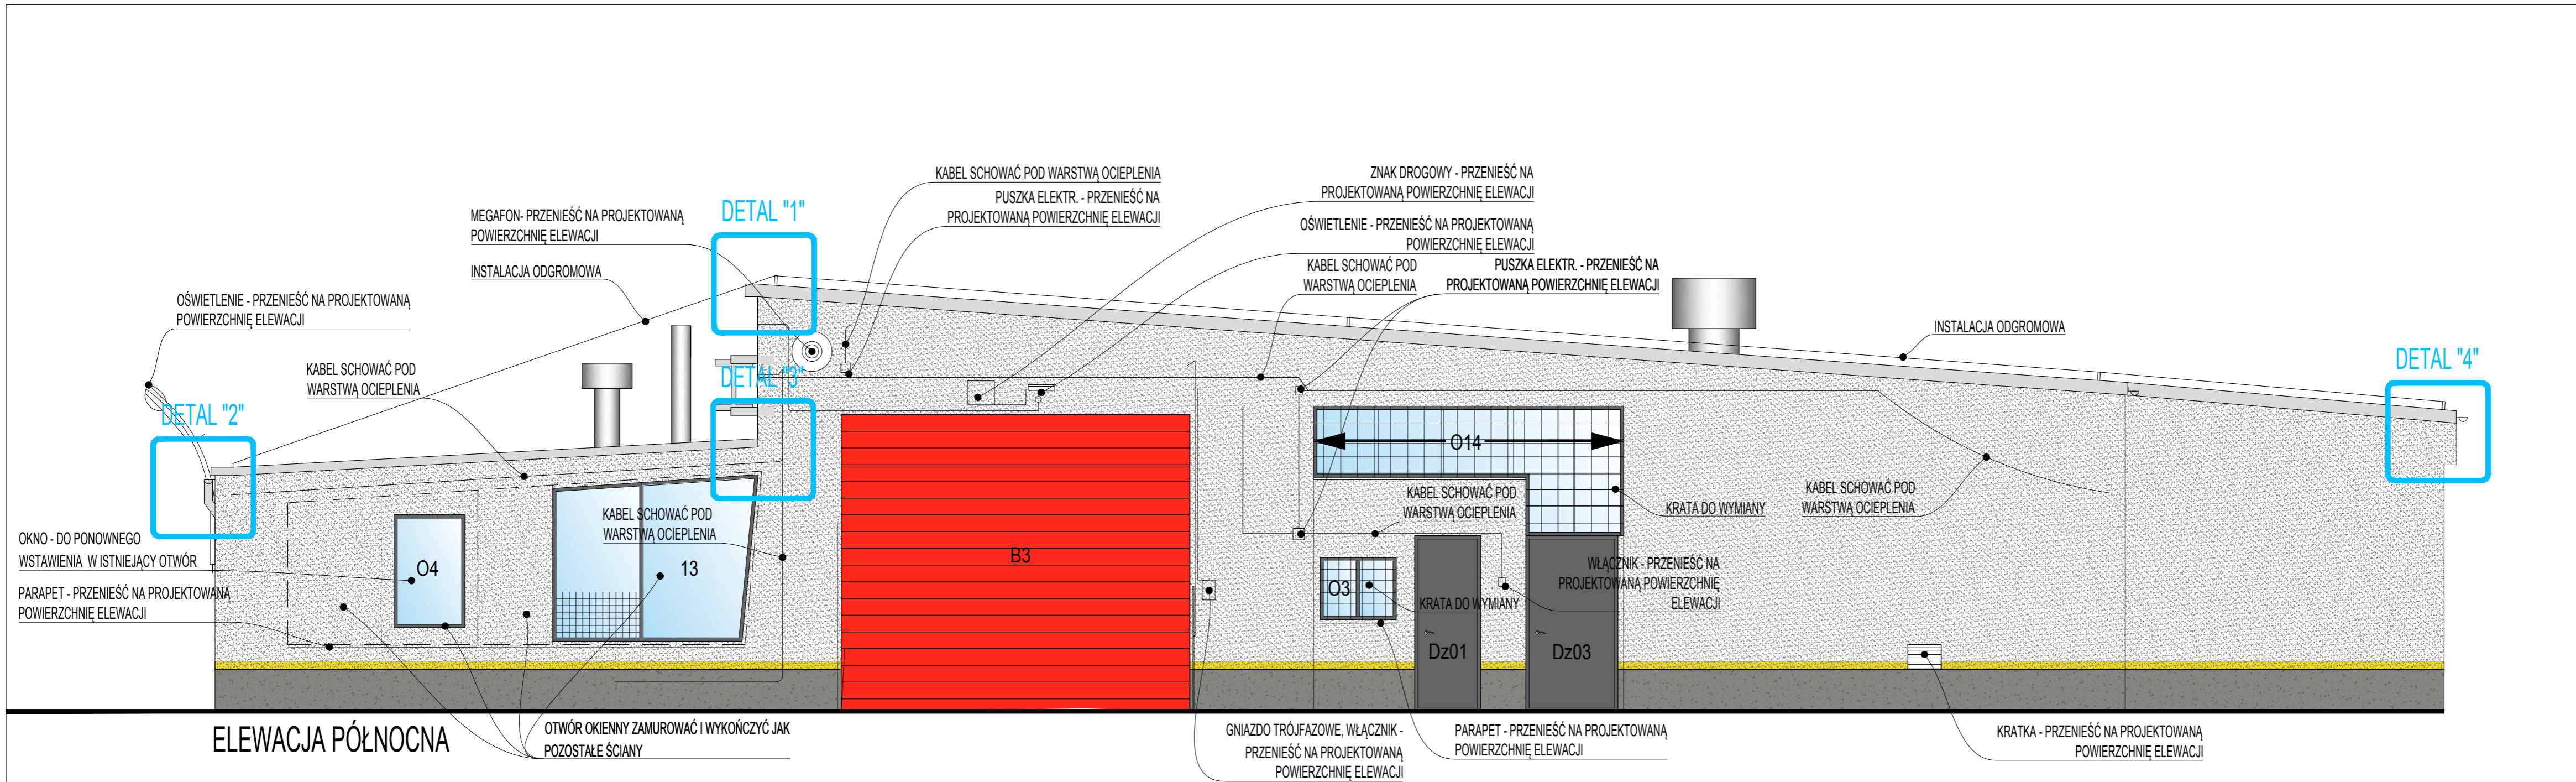 KABEL SCHOWAĆ POD WARSTWĄ OCIEPLENIA
PUSZKA ELEKTR. - PRZENIEŚĆ NA
PROJEKTOWANĄ POWIERZCHNIĘ ELEWACJI
ZNAK DROGOWY - PRZENIEŚĆ NA
PROJEKTOWANĄ POWIERZCHNIĘ ELEWACJI
DETAL "1"
MEGAFON- PRZENIEŚĆ NA PROJEKTOWANĄ
POWIERZCHNIĘ ELEWACJI
OŚWIETLENIE - PRZENIEŚĆ NA PROJEKTOWANĄ
POWIERZCHNIĘ ELEWACJI
INSTALACJA ODGROMOWA
KABEL SCHOWAĆ POD
WARSTWĄ OCIEPLENIA
PUSZKA ELEKTR. - PRZENIEŚĆ NA
PROJEKTOWANĄ POWIERZCHNIĘ ELEWACJI
OŚWIETLENIE - PRZENIEŚĆ NA PROJEKTOWANĄ
POWIERZCHNIĘ ELEWACJI
INSTALACJA ODGROMOWA
KABEL SCHOWAĆ POD
WARSTWĄ OCIEPLENIA
DETAL "3"
DETAL "4"
DETAL "2"
O14
KABEL SCHOWAĆ POD
WARSTWĄ OCIEPLENIA
KABEL SCHOWAĆ POD
WARSTWĄ OCIEPLENIA
KRATA DO WYMIANY
KABEL SCHOWAĆ POD
WARSTWĄ OCIEPLENIA
OKNO - DO PONOWNEGO
WSTAWIENIA W ISTNIEJĄCY OTWÓR
O4
13
B3
PARAPET - PRZENIEŚĆ NA PROJEKTOWANĄ
POWIERZCHNIĘ ELEWACJI
O3
KRATA DO WYMIANY
WŁĄCZNIK - PRZENIEŚĆ NA
PROJEKTOWANĄ POWIERZCHNIĘ
ELEWACJI
Dz01
Dz03
ELEWACJA PÓŁNOCNA
OTWÓR OKIENNY ZAMUROWAĆ I WYKOŃCZYĆ JAK
POZOSTAŁE ŚCIANY
GNIAZDO TRÓJFAZOWE, WŁĄCZNIK -
PRZENIEŚĆ NA PROJEKTOWANĄ
POWIERZCHNIĘ ELEWACJI
PARAPET - PRZENIEŚĆ NA PROJEKTOWANĄ
POWIERZCHNIĘ ELEWACJI
KRATKA - PRZENIEŚĆ NA PROJEKTOWANĄ
POWIERZCHNIĘ ELEWACJI